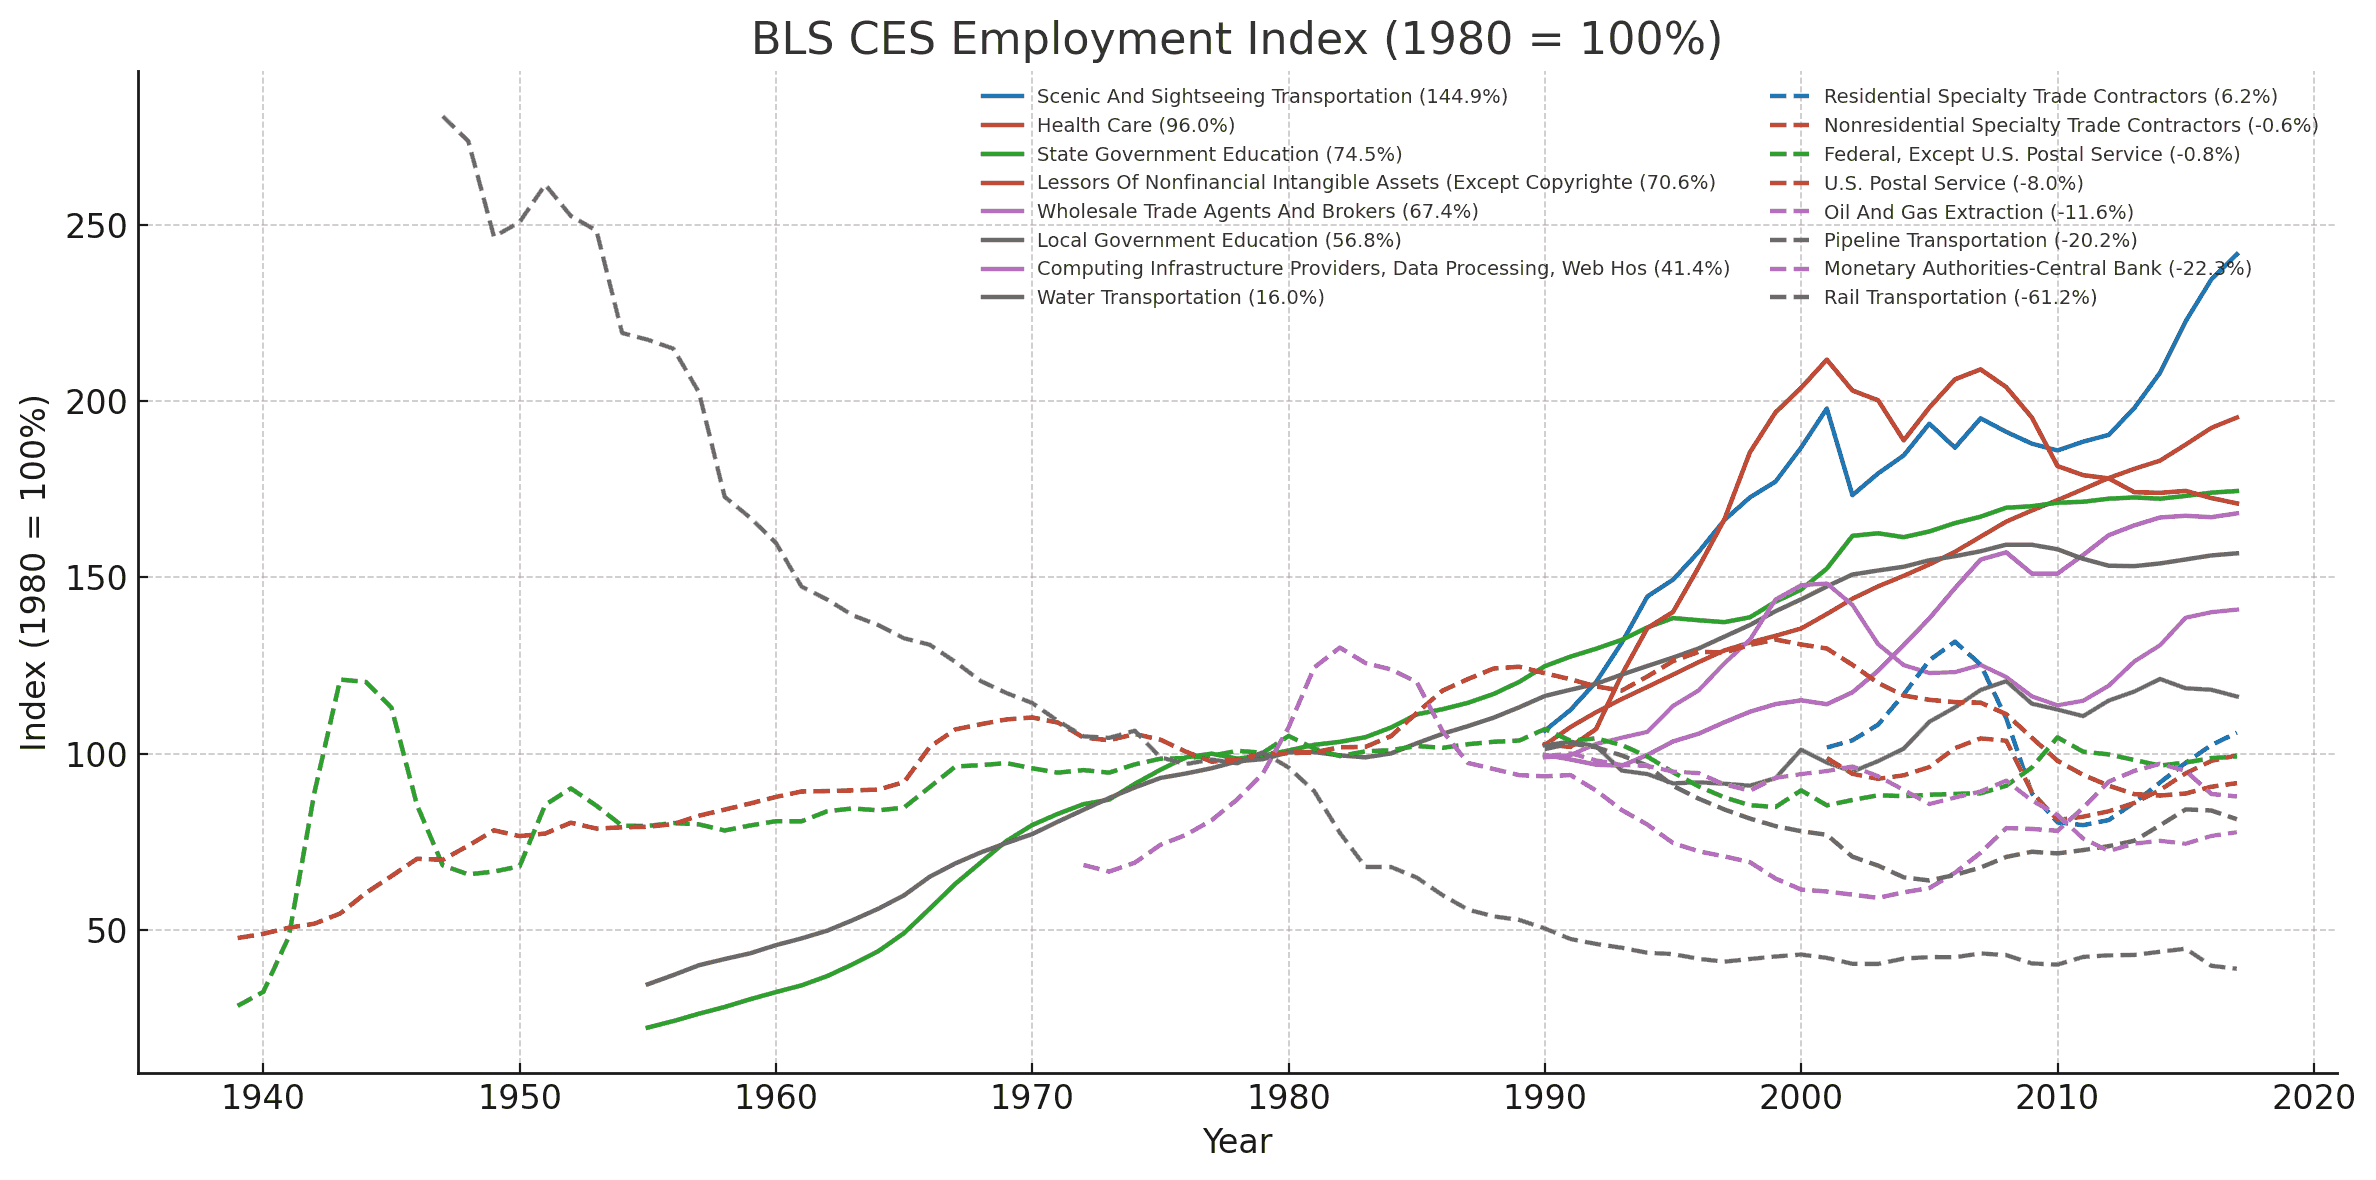 BLS CES Employment Index (1980 = 100%)
Scenic And Sightseeing Transportation (144.9%)
Health Care (96.0%)
State Government Education (74.5%)
Lessors Of Nonfinancial Intangible Assets (Except Copyrighte (70.6%)
Wholesale Trade Agents And Brokers (67.4%)
Local Government Education (56.8%)
Computing Infrastructure Providers, Data Processing, Web Hos (41.4%)
Water Transportation (16.0%)
Residential Specialty Trade Contractors (6.2%)
Nonresidential Specialty Trade Contractors (-0.6%)
Federal, Except U.S. Postal Service (-0.8%)
U.S. Postal Service (-8.0%)
Oil And Gas Extraction (-11.6%)
Pipeline Transportation (-20.2%)
Monetary Authorities-Central Bank (-22.3%)
Rail Transportation (-61.2%)
Index (1980 = 100%)
250
200
150
100
50
1940 1950 1960 1970 1980 1990 2000 2010 2020
Year